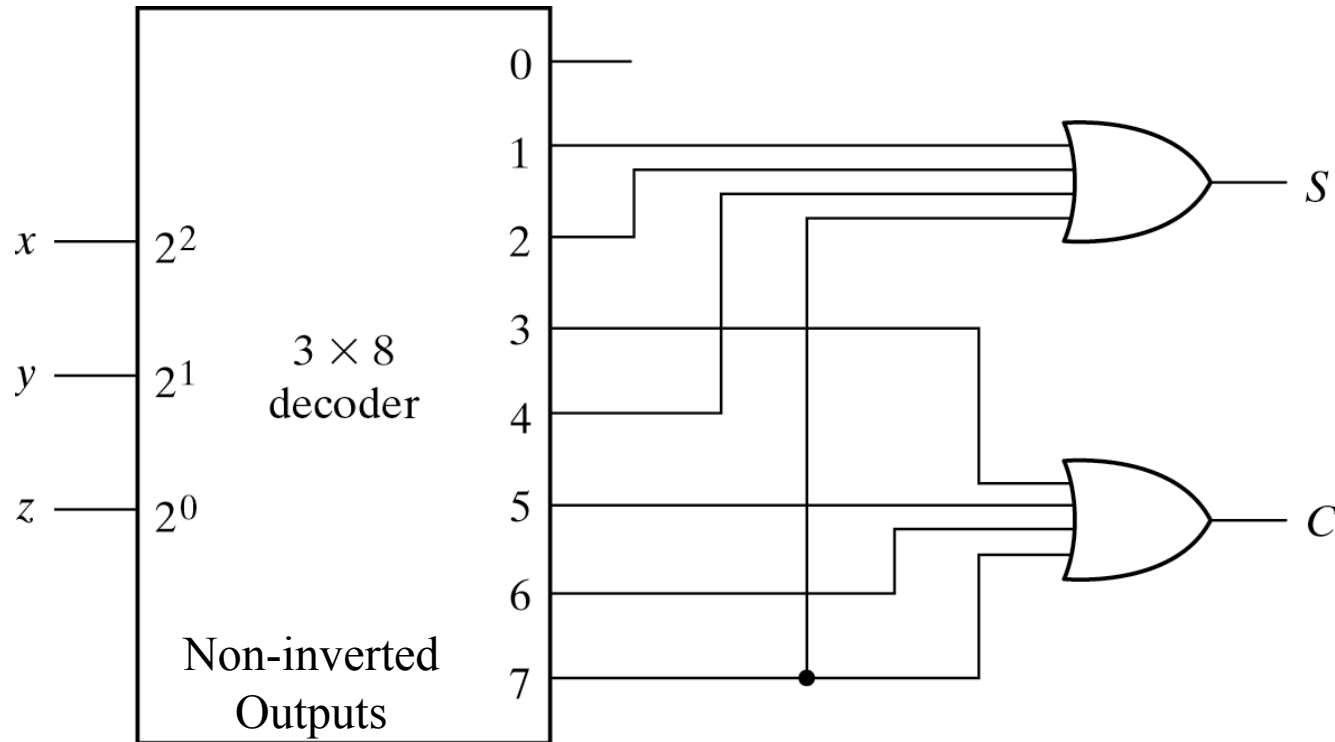 0
1
S
2
x
2²
3
3 × 8
decoder
y
2¹
4
5
C
z
2⁰
6
Non-inverted
Outputs
7